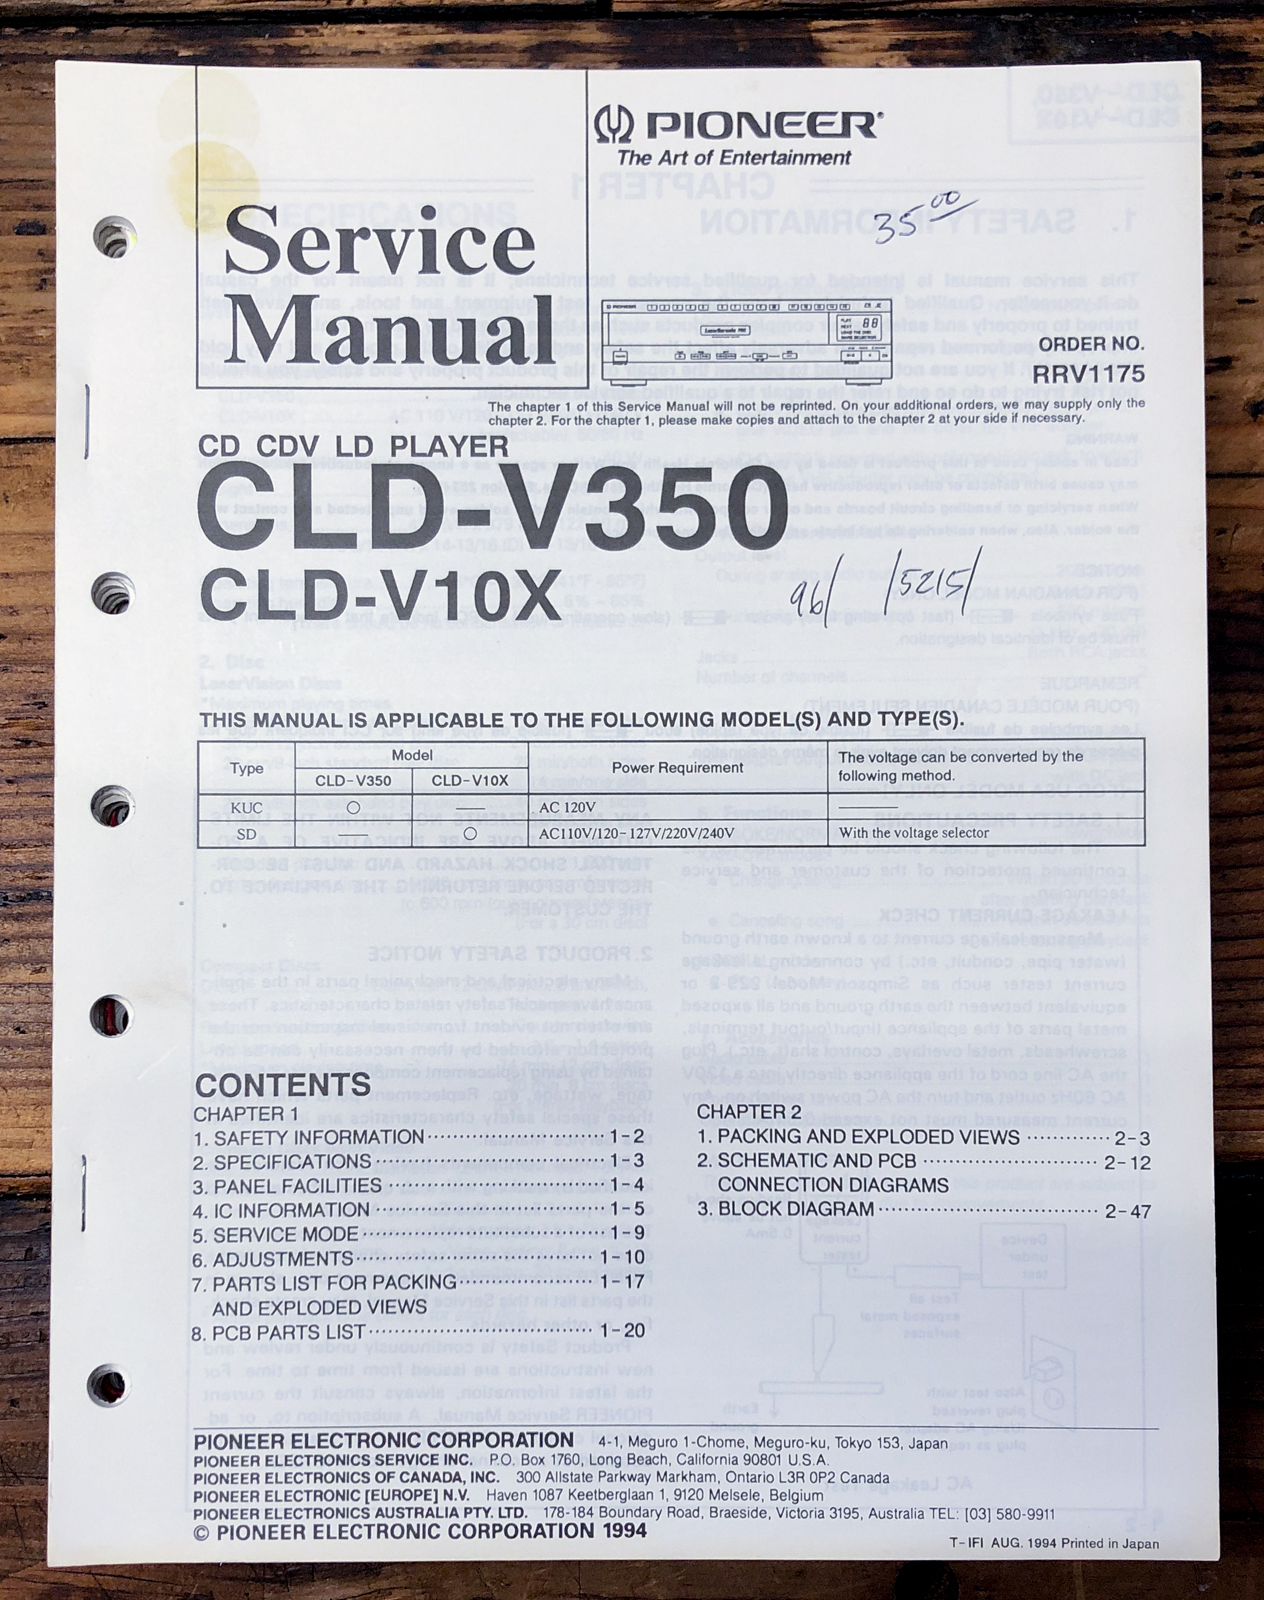 PIONEER
The Art of Entertainment
35 00
Service
Manual
ORDER NO.
RRV1175
The chapter 1 of this Service Manual will not be reprinted. On your additional orders, we may supply only the
chapter 2. For the chapter 1, please make copies and attach to the chapter 2 at your side if necessary.
CD CDV LD PLAYER
CLD-V350
CLD-V10X
96/ /5215/
THIS MANUAL IS APPLICABLE TO THE FOLLOWING MODEL(S) AND TYPE(S).
Type Model Power Requirement The voltage can be converted by the following method.
CLD-V350 CLD-V10X
KUC ○ — AC 120V —
SD — ○ AC110V/120-127V/220V/240V With the voltage selector
CONTENTS
CHAPTER 1
1. SAFETY INFORMATION 1-2
2. SPECIFICATIONS 1-3
3. PANEL FACILITIES 1-4
4. IC INFORMATION 1-5
5. SERVICE MODE 1-9
6. ADJUSTMENTS 1-10
7. PARTS LIST FOR PACKING 1-17
AND EXPLODED VIEWS
8. PCB PARTS LIST 1-20
CHAPTER 2
1. PACKING AND EXPLODED VIEWS 2-3
2. SCHEMATIC AND PCB 2-12
CONNECTION DIAGRAMS
3. BLOCK DIAGRAM 2-47
PIONEER ELECTRONIC CORPORATION 4-1, Meguro 1-Chome, Meguro-ku, Tokyo 153, Japan
PIONEER ELECTRONICS SERVICE INC. P.O. Box 1760, Long Beach, California 90801 U.S.A.
PIONEER ELECTRONICS OF CANADA, INC. 300 Allstate Parkway Markham, Ontario L3R 0P2 Canada
PIONEER ELECTRONIC [EUROPE] N.V. Haven 1087 Keetberglaan 1, 9120 Melsele, Belgium
PIONEER ELECTRONICS AUSTRALIA PTY. LTD. 178-184 Boundary Road, Braeside, Victoria 3195, Australia TEL: [03] 580-9911
© PIONEER ELECTRONIC CORPORATION 1994
T-IFI AUG. 1994 Printed in Japan